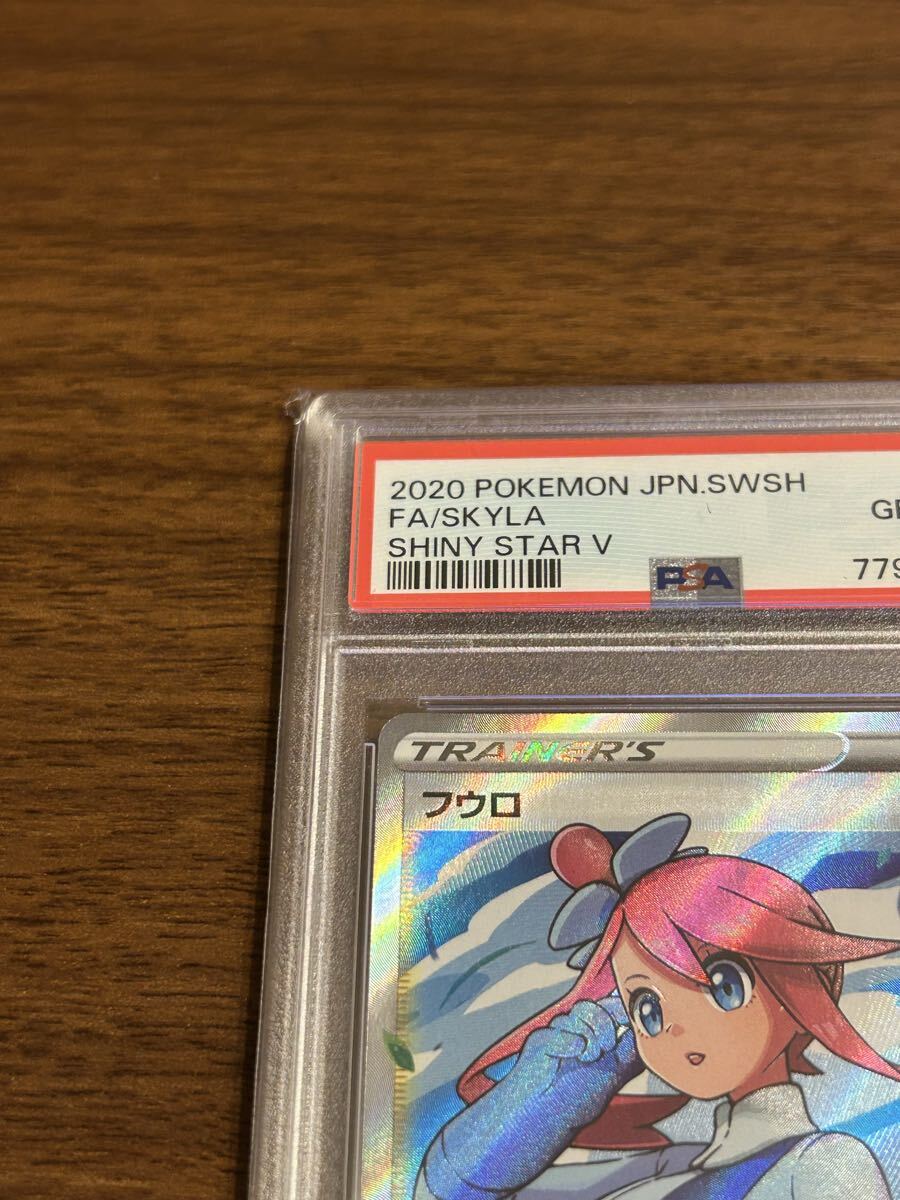 2020 POKEMON JPN.SWSH
FA/SKYLA
SHINY STAR V
PSA
TRAINER'S
フウロ